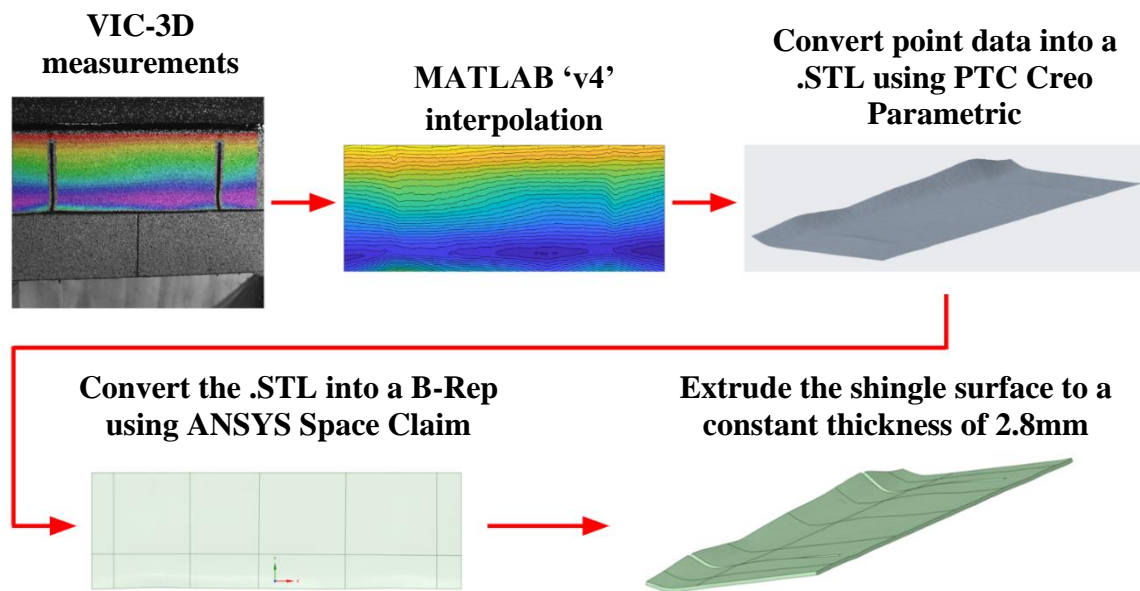 VIC-3D
measurements
MATLAB ‘v4’
interpolation
Convert point data into a
.STL using PTC Creo
Parametric
Convert the .STL into a B-Rep
using ANSYS Space Claim
Extrude the shingle surface to a
constant thickness of 2.8mm